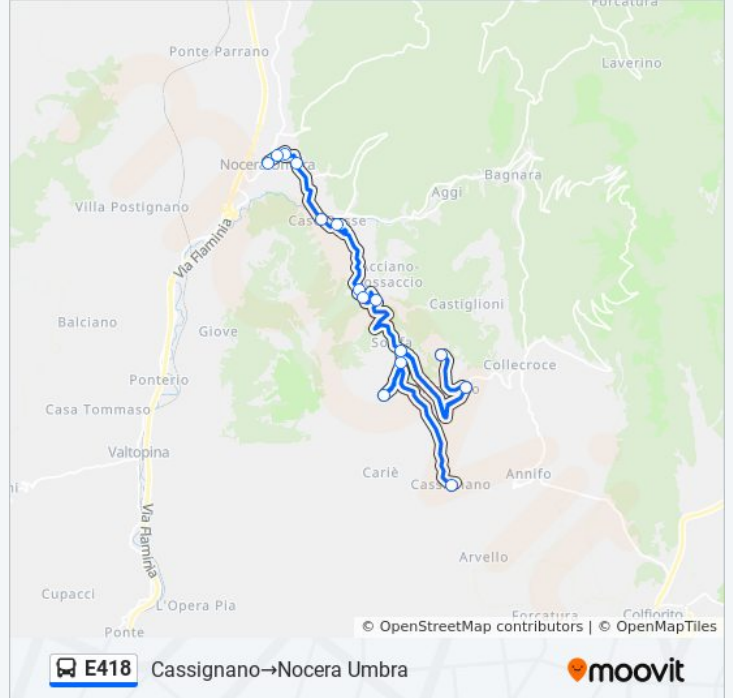 Forcatura
Ponte Parrano
Laverino
Nocera Umbra
Bagnara
Aggi
Villa Postignano
Via Flaminia
Acciano-
Fossaccio
Castiglioni
Balciano
Giove
Collecroce
Ponterio
Casa Tommaso
Valtopina
Cariè
Annifo
Cassignano
Via Flaminia
Arvello
Cupacci
L'Opera Pia
Forcatura
Colfiorito
Ponte
© OpenStreetMap contributors | © OpenMapTiles
E418 Cassignano→Nocera Umbra
moovit